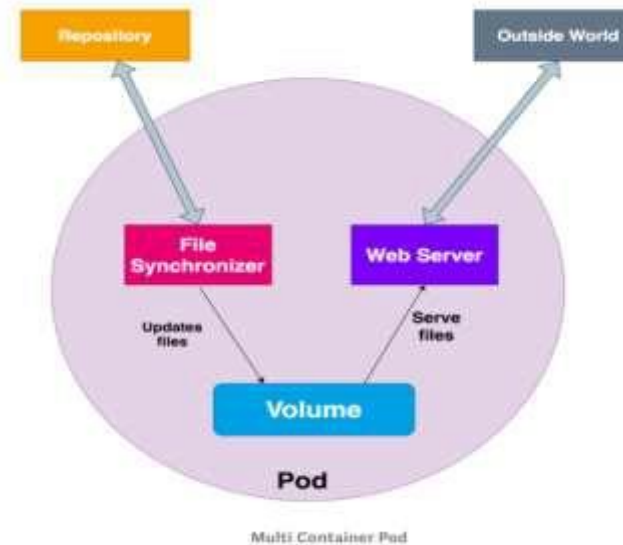 Repository
Outside World
File
Synchronizer
Web Server
Updates
files
Serve
files
Volume
Pod
Multi Container Pod